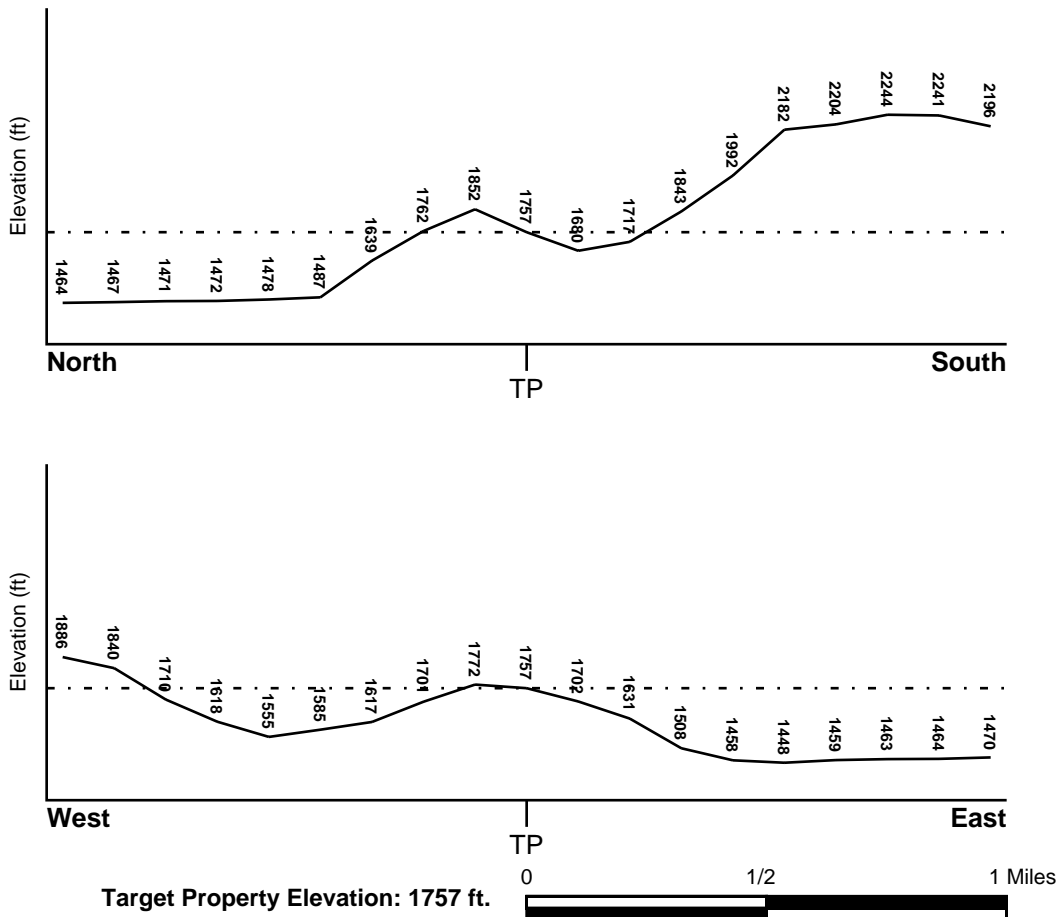 Elevation (ft)
1464 1467 1471 1472 1478 1487 1639 1762 1852 1757 1680 1717 1843 1992 2182 2204 2244 2241 2196
North South
TP
Elevation (ft)
1886 1840 1710 1618 1555 1585 1617 1701 1772 1757 1702 1631 1508 1458 1448 1459 1463 1464 1470
West East
TP
Target Property Elevation: 1757 ft.
0 1/2 1 Miles